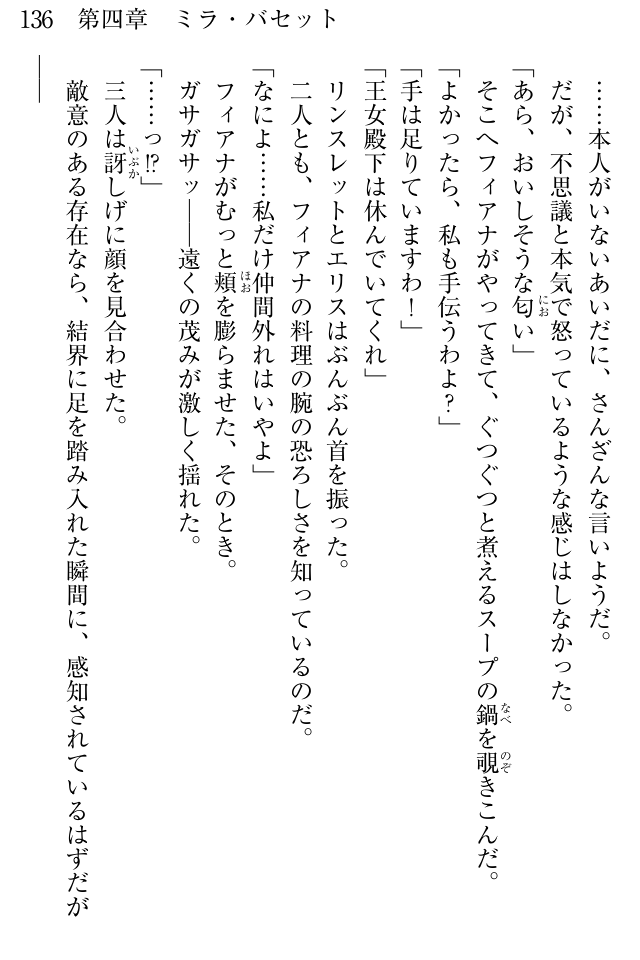 136　第四章　ミラ・バセット
……本人がいないあいだに、さんざんな言いようだ。
だが、不思議と本気で怒っているような感じはしなかった。
「あら、おいしそうな匂い」
そこへフィアナがやってきて、ぐつぐつと煮えるスープの鍋を覗きこんだ。
「よかったら、私も手伝うわよ?」
「手は足りていますわ!」
「王女殿下は休んでいてくれ」
リンスレットとエリスはぶんぶん首を振った。
二人とも、フィアナの料理の腕の恐ろしさを知っているのだ。
「なによ……私だけ仲間外れはいやよ」
フィアナがむっと頬を膨らませた、そのとき。
ガサガサッ――遠くの茂みが激しく揺れた。
「……っ!?」
三人は訝しげに顔を見合わせた。
敵意のある存在なら、結界に足を踏み入れた瞬間に、感知されているはずだが
――